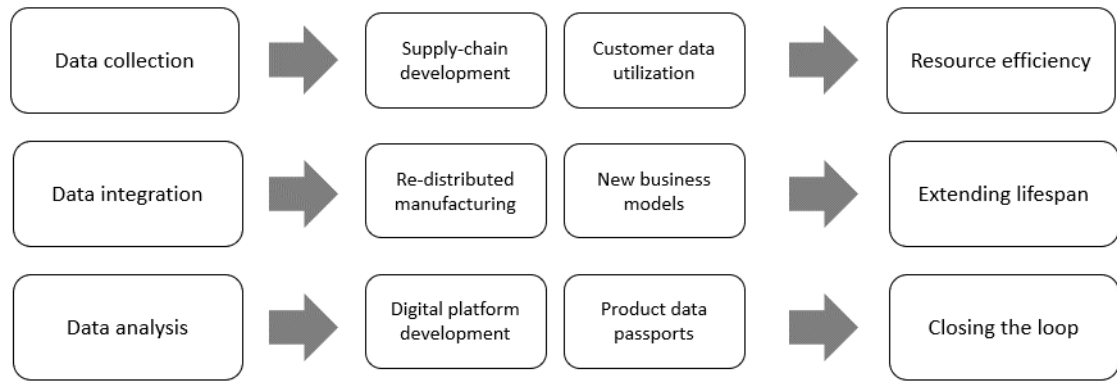 Data collection
Supply-chain
development
Customer data
utilization
Resource efficiency
Data integration
Re-distributed
manufacturing
New business
models
Extending lifespan
Data analysis
Digital platform
development
Product data
passports
Closing the loop